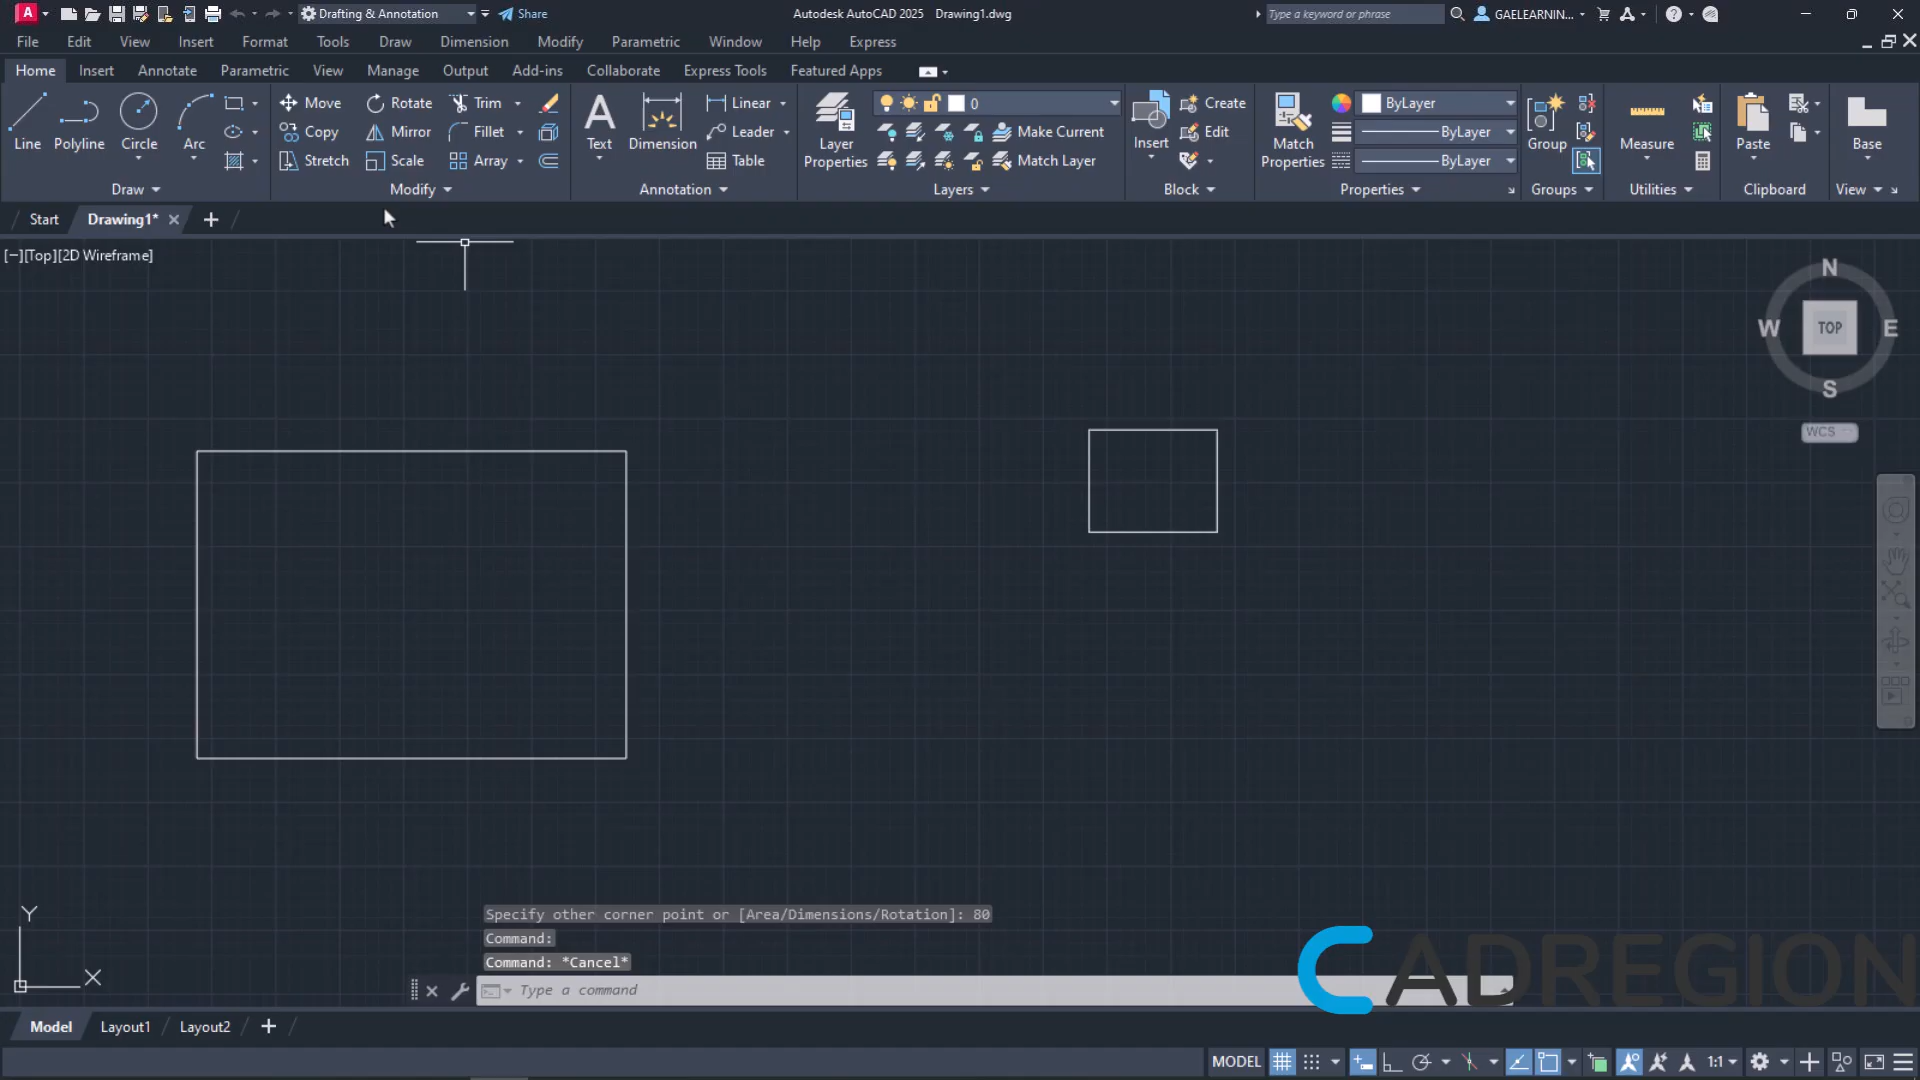 A Drafting & Annotation Share Autodesk AutoCAD 2025 Drawing1.dwg Type a keyword or phrase GAELEARNIN...
File Edit View Insert Format Tools Draw Dimension Modify Parametric Window Help Express
Home Insert Annotate Parametric View Manage Output Add-ins Collaborate Express Tools Featured Apps
Line Polyline Circle Arc
Move Rotate Trim
Copy Mirror Fillet
Stretch Scale Array
Text Dimension
Linear
Leader
Table
Layer Properties
0
Make Current
Match Layer
Insert
Create
Edit
Match Properties
ByLayer
ByLayer
ByLayer
Group
Measure
Paste
Base
Draw Modify Annotation Layers Block Properties Groups Utilities Clipboard View
Start Drawing1* +
[−][Top][2D Wireframe]
N
W TOP E
S
WCS
Specify other corner point or [Area/Dimensions/Rotation]: 80
Command:
Command: *Cancel*
Type a command
Y
X
CADREGION
Model Layout1 Layout2 +
MODEL 1:1